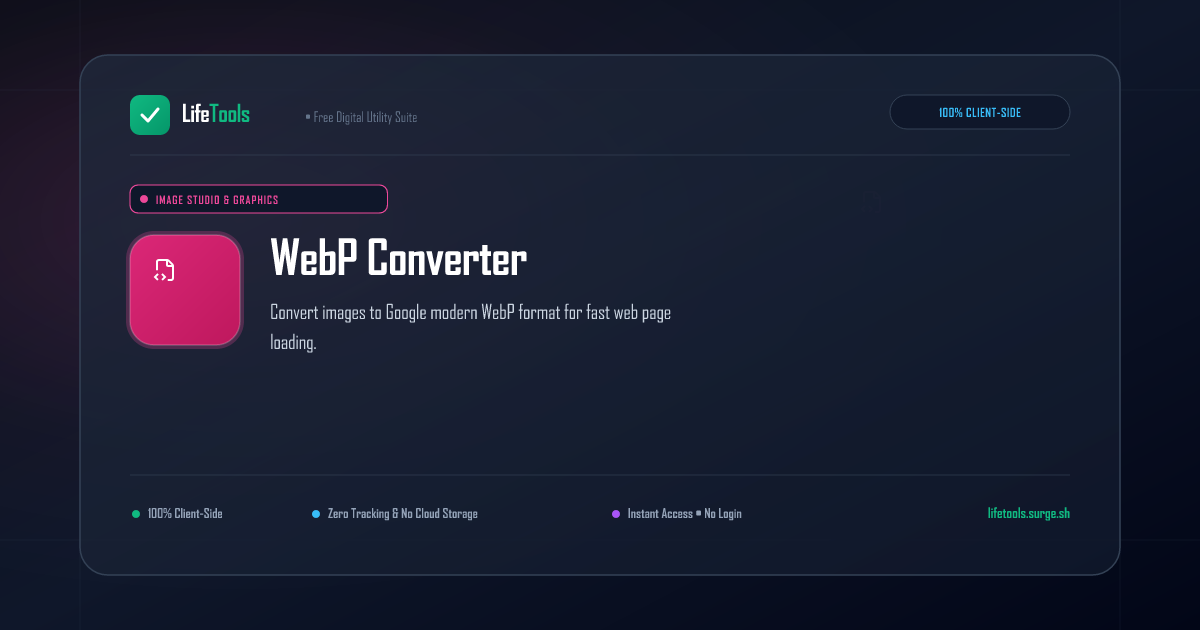 LifeTools
▪ Free Digital Utility Suite
100% CLIENT-SIDE
IMAGE STUDIO & GRAPHICS
WebP Converter
Convert images to Google modern WebP format for fast web page
loading.
100% Client-Side
Zero Tracking & No Cloud Storage
Instant Access ▪ No Login
lifetools.surge.sh